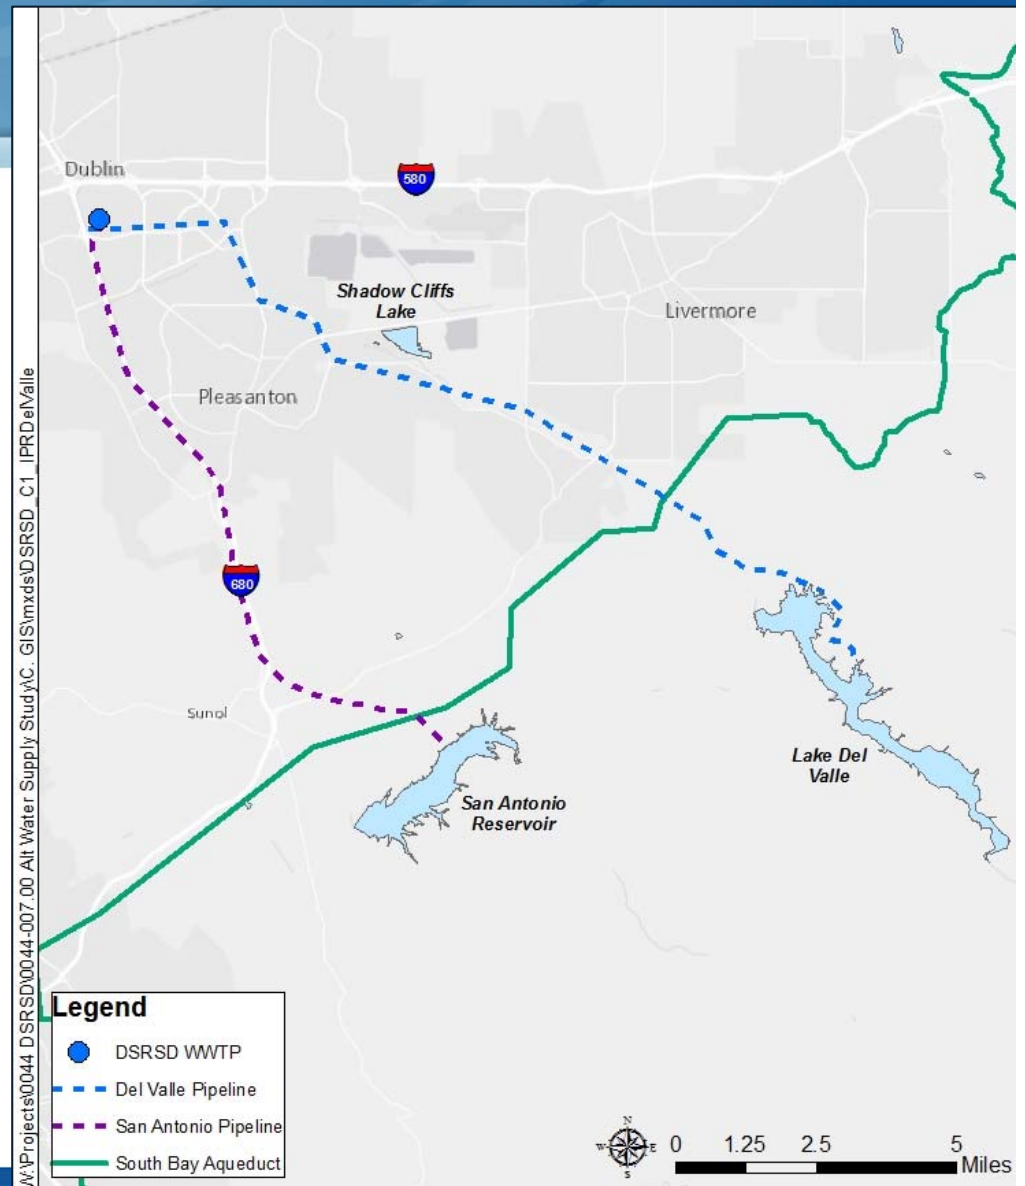 W:\Projects\0044 DSRSD\0044-007.00 Alt Water Supply Study\C. GIS\mxds\DSRSD_C1_IPRDelValle
Dublin
580
Shadow Cliffs
Lake
Livermore
Pleasanton
680
Sunol
Lake Del
Valle
San Antonio
Reservoir
Legend
DSRSD WWTP
Del Valle Pipeline
San Antonio Pipeline
South Bay Aqueduct
N
W E
S
0 1.25 2.5 5
Miles